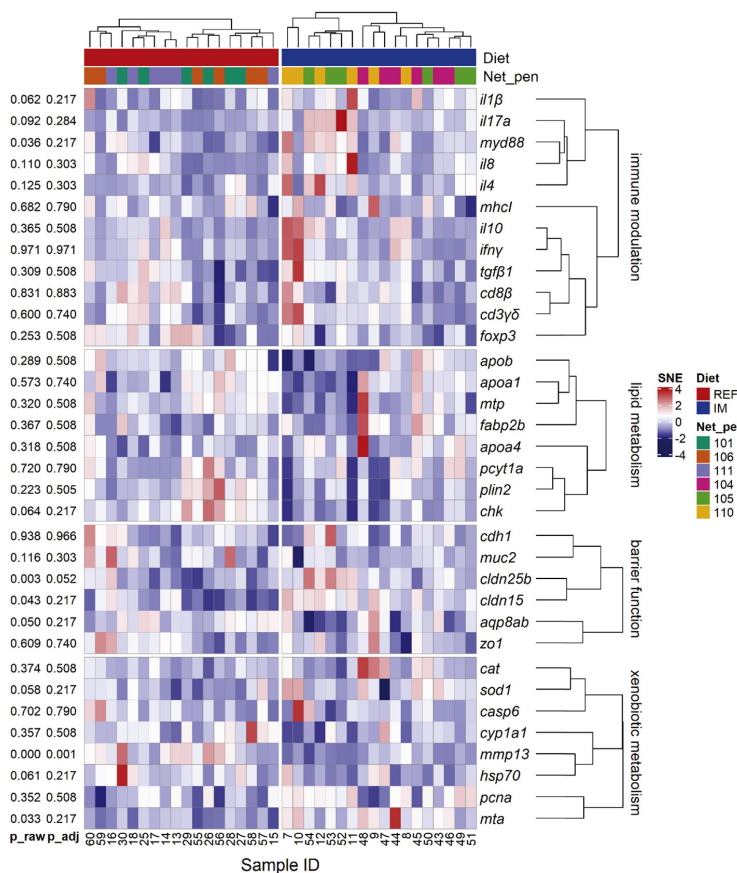 Diet
Net_pen
0.062 0.217 il1β
0.092 0.284 il17a
0.036 0.217 myd88
0.110 0.303 il8
0.125 0.303 il4
0.682 0.790 mhcI
0.365 0.508 il10
0.971 0.971 ifnγ
0.309 0.508 tgfβ1
0.831 0.883 cd8β
0.600 0.740 cd3γδ
0.253 0.508 foxp3
immune modulation
0.289 0.508 apob
0.573 0.740 apoa1
0.320 0.508 mtp
0.367 0.508 fabp2b
0.318 0.508 apoa4
0.720 0.790 pcyt1a
0.223 0.505 plin2
0.064 0.217 chk
lipid metabolism
SNE
4
2
0
-2
-4
Diet
REF
IM
Net_pe
101
106
111
104
105
110
0.938 0.966 cdh1
0.116 0.303 muc2
0.003 0.052 cldn25b
0.043 0.217 cldn15
0.050 0.217 aqp8ab
0.609 0.740 zo1
barrier function
0.374 0.508 cat
0.058 0.217 sod1
0.702 0.790 casp6
0.357 0.508 cyp1a1
0.000 0.001 mmp13
0.061 0.217 hsp70
0.352 0.508 pcna
0.033 0.217 mta
xenobiotic metabolism
p_raw p_adj 60 59 16 30 18 25 17 14 13 29 55 26 56 28 27 58 57 15 7 10 54 12 53 52 11 48 9 47 44 8 45 50 43 46 49 51
Sample ID